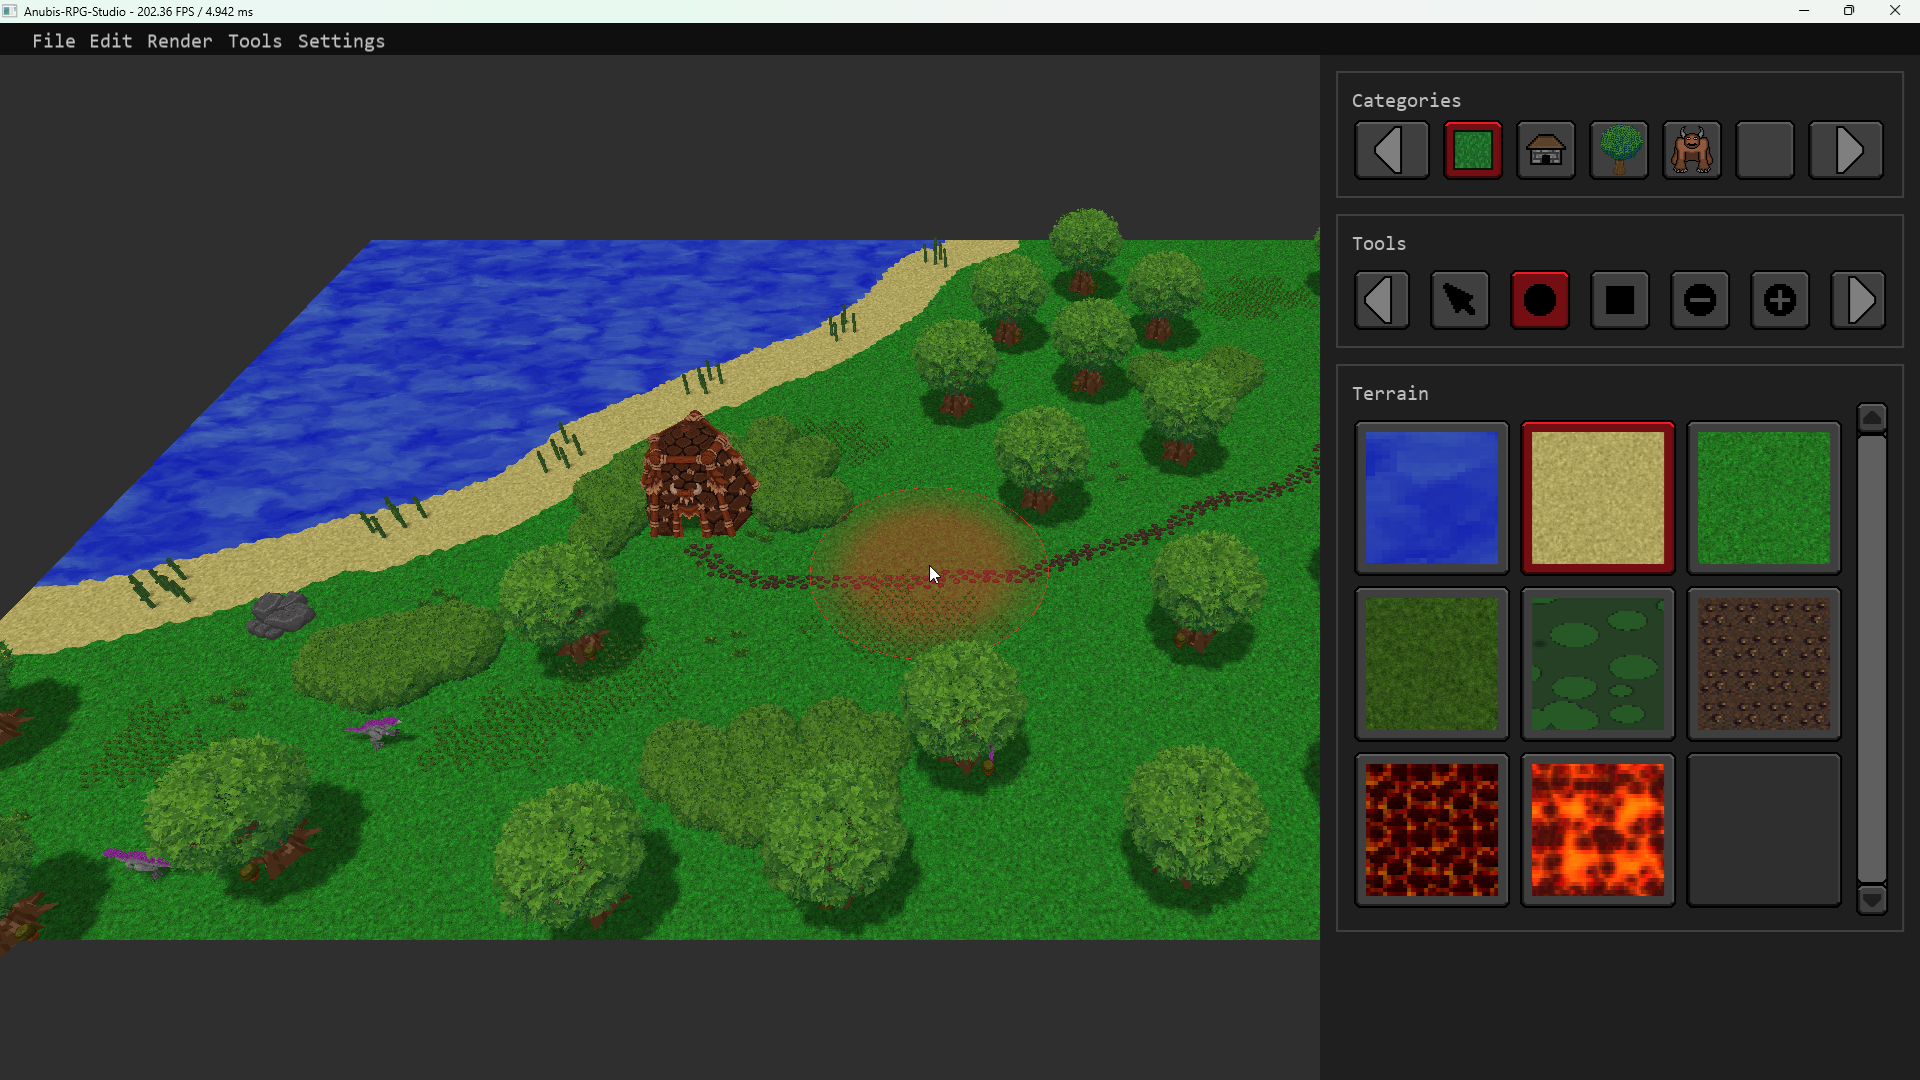 Anubis-RPG-Studio - 202.36 FPS / 4.942 ms
File Edit Render Tools Settings
Categories
Tools
Terrain